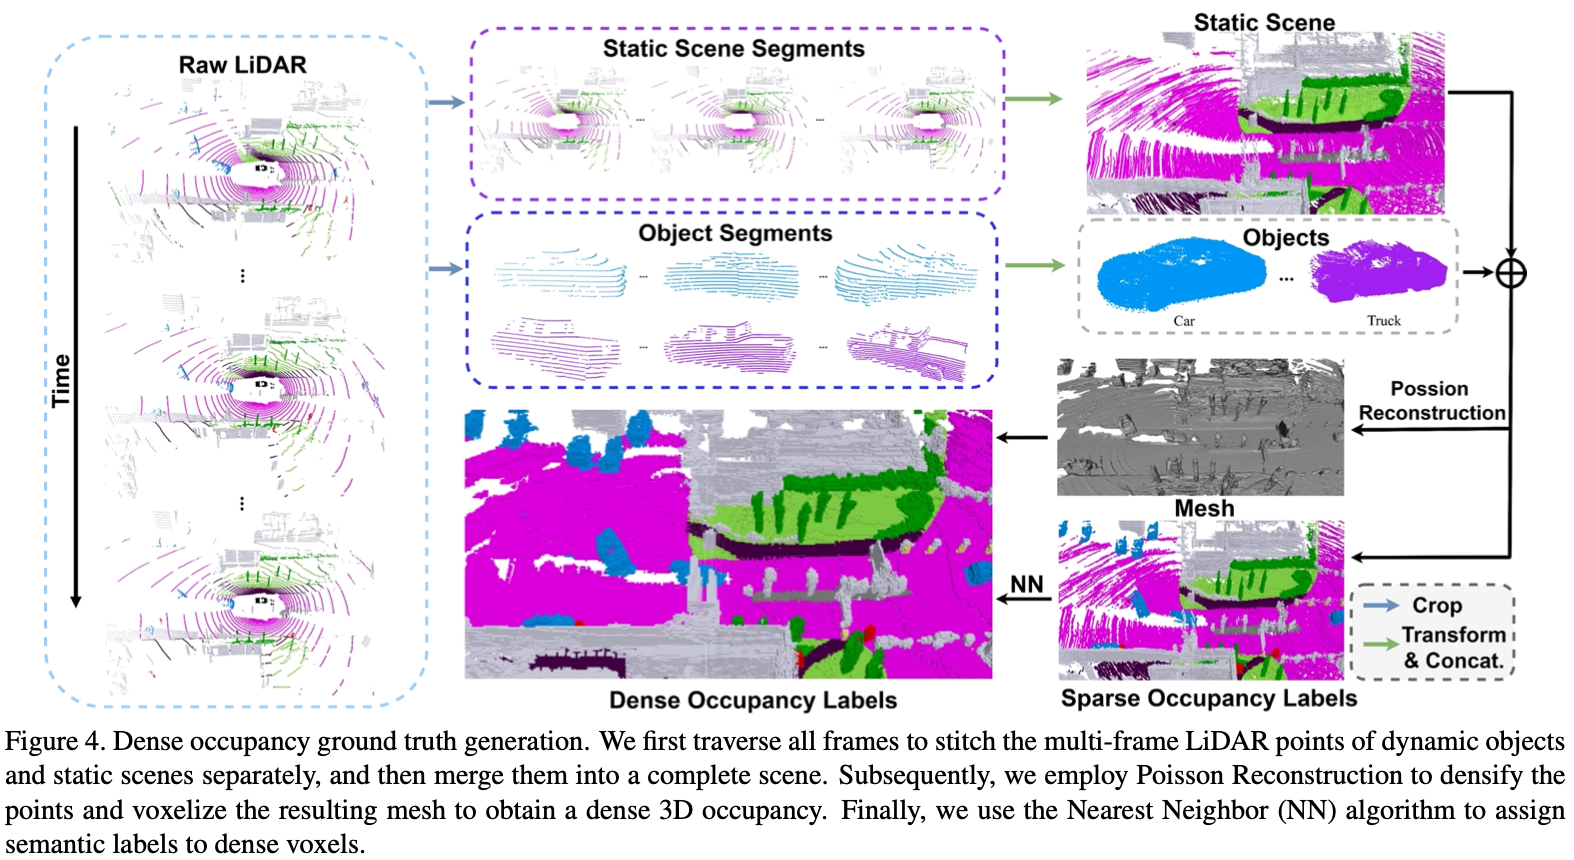 Raw LiDAR
Time
Static Scene Segments
...
...
Object Segments
...
...
...
...
Static Scene
Objects
...
Car
Truck
Possion
Reconstruction
Mesh
NN
Dense Occupancy Labels
Sparse Occupancy Labels
Crop
Transform
& Concat.
Figure 4. Dense occupancy ground truth generation. We first traverse all frames to stitch the multi-frame LiDAR points of dynamic objects
and static scenes separately, and then merge them into a complete scene. Subsequently, we employ Poisson Reconstruction to densify the
points and voxelize the resulting mesh to obtain a dense 3D occupancy. Finally, we use the Nearest Neighbor (NN) algorithm to assign
semantic labels to dense voxels.